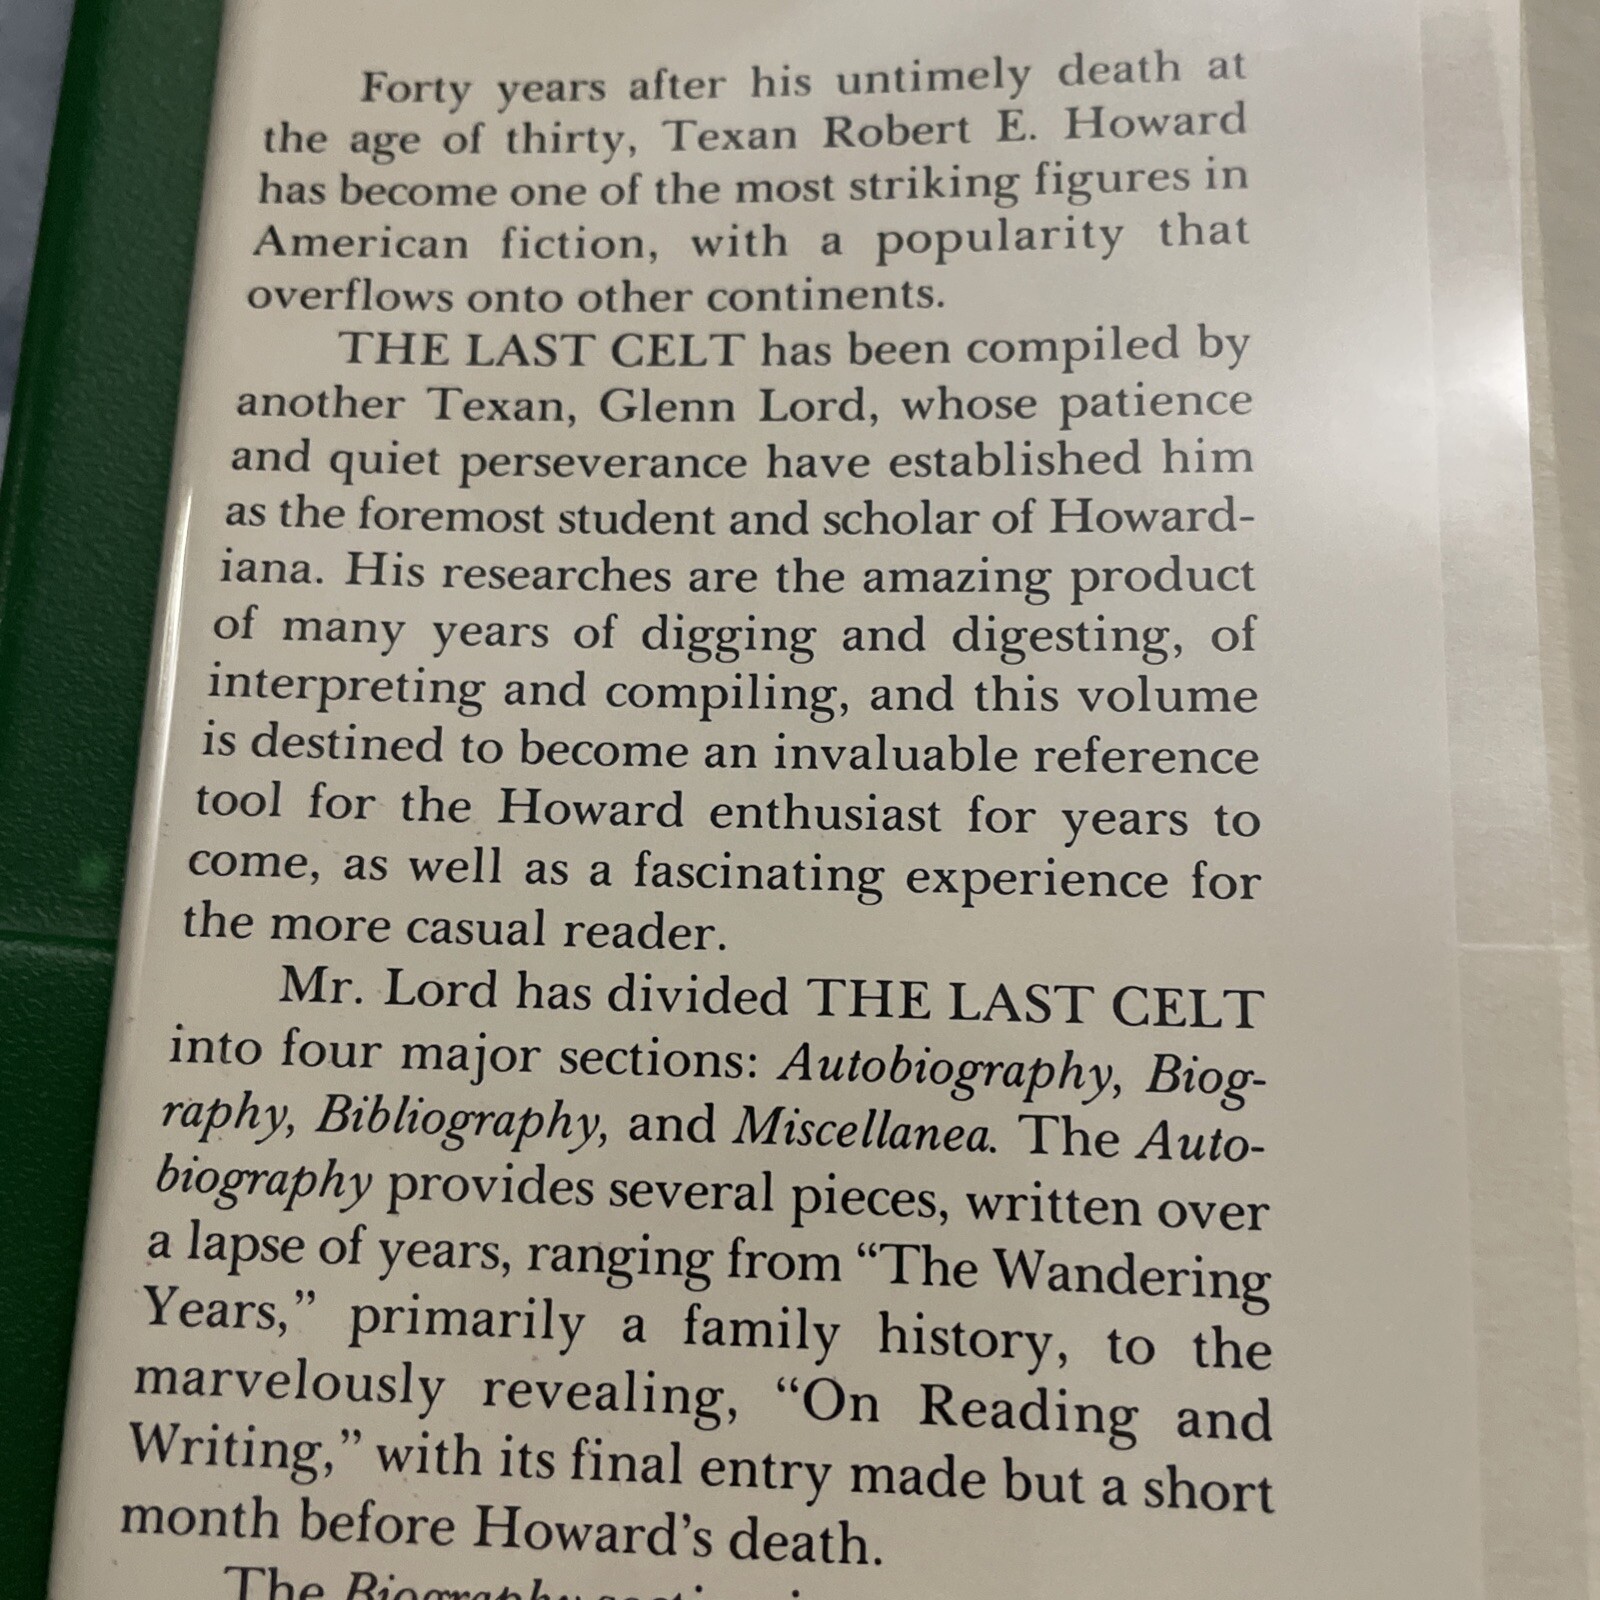 Forty years after his untimely death at
the age of thirty, Texan Robert E. Howard
has become one of the most striking figures in
American fiction, with a popularity that
overflows onto other continents.
THE LAST CELT has been compiled by
another Texan, Glenn Lord, whose patience
and quiet perseverance have established him
as the foremost student and scholar of Howard-
iana. His researches are the amazing product
of many years of digging and digesting, of
interpreting and compiling, and this volume
is destined to become an invaluable reference
tool for the Howard enthusiast for years to
come, as well as a fascinating experience for
the more casual reader.
Mr. Lord has divided THE LAST CELT
into four major sections: Autobiography, Biog-
raphy, Bibliography, and Miscellanea. The Auto-
biography provides several pieces, written over
a lapse of years, ranging from “The Wandering
Years,” primarily a family history, to the
marvelously revealing, “On Reading and
Writing,” with its final entry made but a short
month before Howard's death.
The Biography